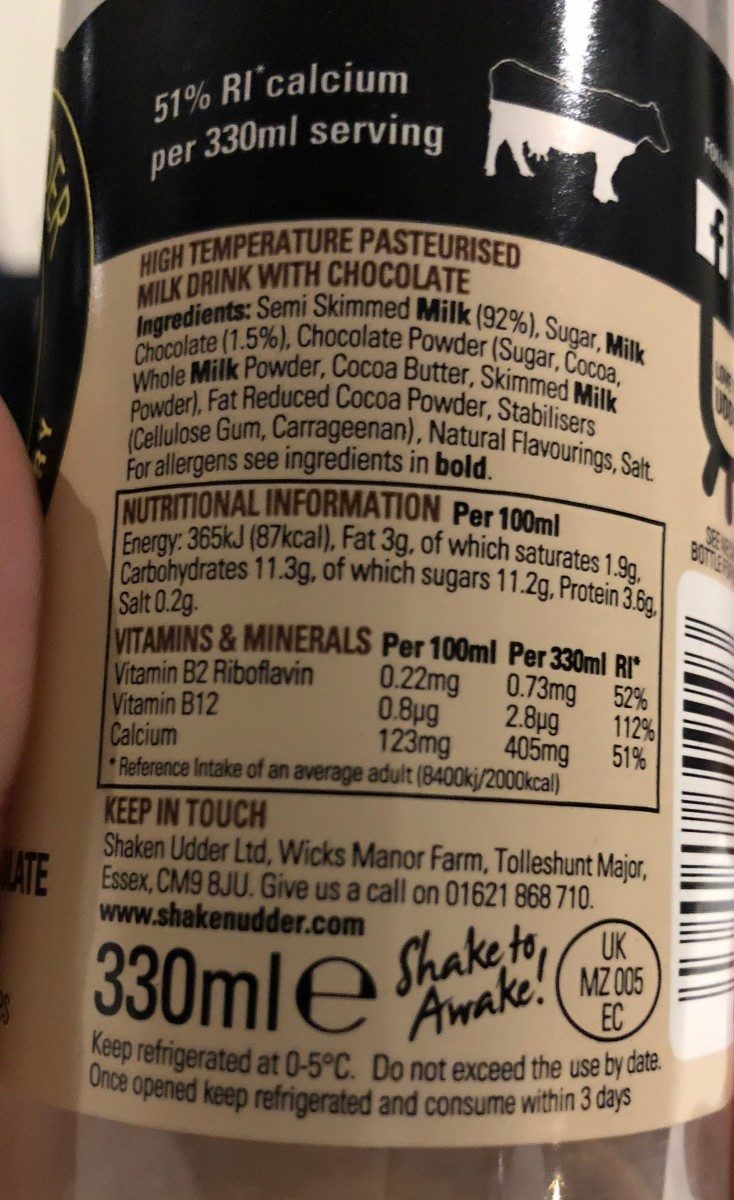 51% RI*calcium
per 330ml serving
HIGH TEMPERATURE PASTEURISED
MILK DRINK WITH CHOCOLATE
Ingredients: Semi Skimmed Milk (92%), Sugar, Milk
Chocolate (1.5%), Chocolate Powder (Sugar, Cocoa,
Whole Milk Powder, Cocoa Butter, Skimmed Milk
Powder), Fat Reduced Cocoa Powder, Stabilisers
(Cellulose Gum, Carrageenan), Natural Flavourings, Salt.
For allergens see ingredients in bold.
NUTRITIONAL INFORMATION Per 100ml
Energy: 365kJ (87kcal), Fat 3g, of which saturates 1.9g,
Carbohydrates 11.3g, of which sugars 11.2g, Protein 3.6g,
Salt 0.2g.
VITAMINS & MINERALS Per 100ml Per 330ml RI*
Vitamin B2 Riboflavin 0.22mg 0.73mg 52%
Vitamin B12 0.8µg 2.8µg 112%
Calcium 123mg 405mg 51%
* Reference Intake of an average adult (8400kj/2000kcal)
KEEP IN TOUCH
Shaken Udder Ltd, Wicks Manor Farm, Tolleshunt Major,
Essex, CM9 8JU. Give us a call on 01621 868 710.
www.shakenudder.com
330ml e
Shake to,
Awake!
UK
MZ 005
EC
Keep refrigerated at 0-5°C. Do not exceed the use by date.
Once opened keep refrigerated and consume within 3 days